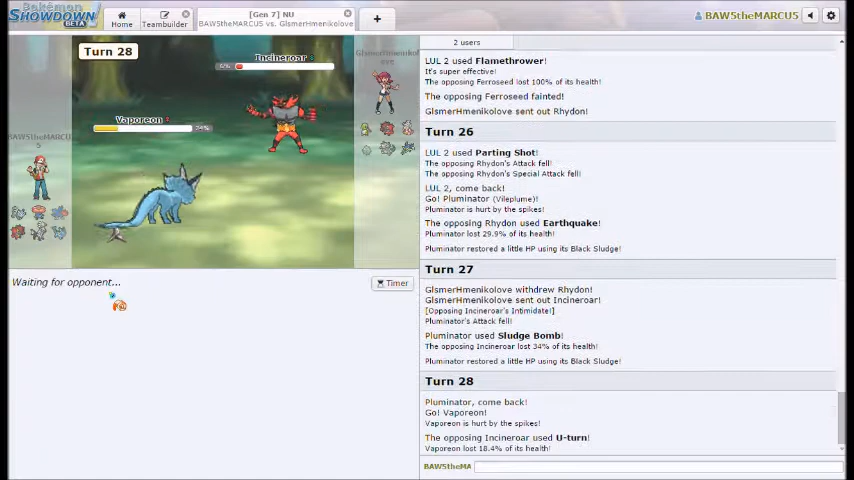 Pokémon
Showdown
BETA
Home
Teambuilder
[Gen 7] NU
BAW5theMARCUS vs. GlsmerHmenikolove
+
BAW5theMARCUS
Turn 28
Incineroar
6%
Vaporeon
34%
BAW5theMARCUS
5
GlsmerHmenikolove
Waiting for opponent...
Timer
2 users
LUL 2 used Flamethrower!
It's super effective!
The opposing Ferroseed lost 100% of its health!
The opposing Ferroseed fainted!
GlsmerHmenikolove sent out Rhydon!
Turn 26
LUL 2 used Parting Shot!
The opposing Rhydon's Attack fell!
The opposing Rhydon's Special Attack fell!
LUL 2, come back!
Go! Pluminator (Vileplume)!
Pluminator is hurt by the spikes!
The opposing Rhydon used Earthquake!
Pluminator lost 29.9% of its health!
Pluminator restored a little HP using its Black Sludge!
Turn 27
GlsmerHmenikolove withdrew Rhydon!
GlsmerHmenikolove sent out Incineroar!
[Opposing Incineroar's Intimidate!]
Pluminator's Attack fell!
Pluminator used Sludge Bomb!
The opposing Incineroar lost 34% of its health!
Pluminator restored a little HP using its Black Sludge!
Turn 28
Pluminator, come back!
Go! Vaporeon!
Vaporeon is hurt by the spikes!
The opposing Incineroar used U-turn!
Vaporeon lost 18.4% of its health!
BAW5theMA